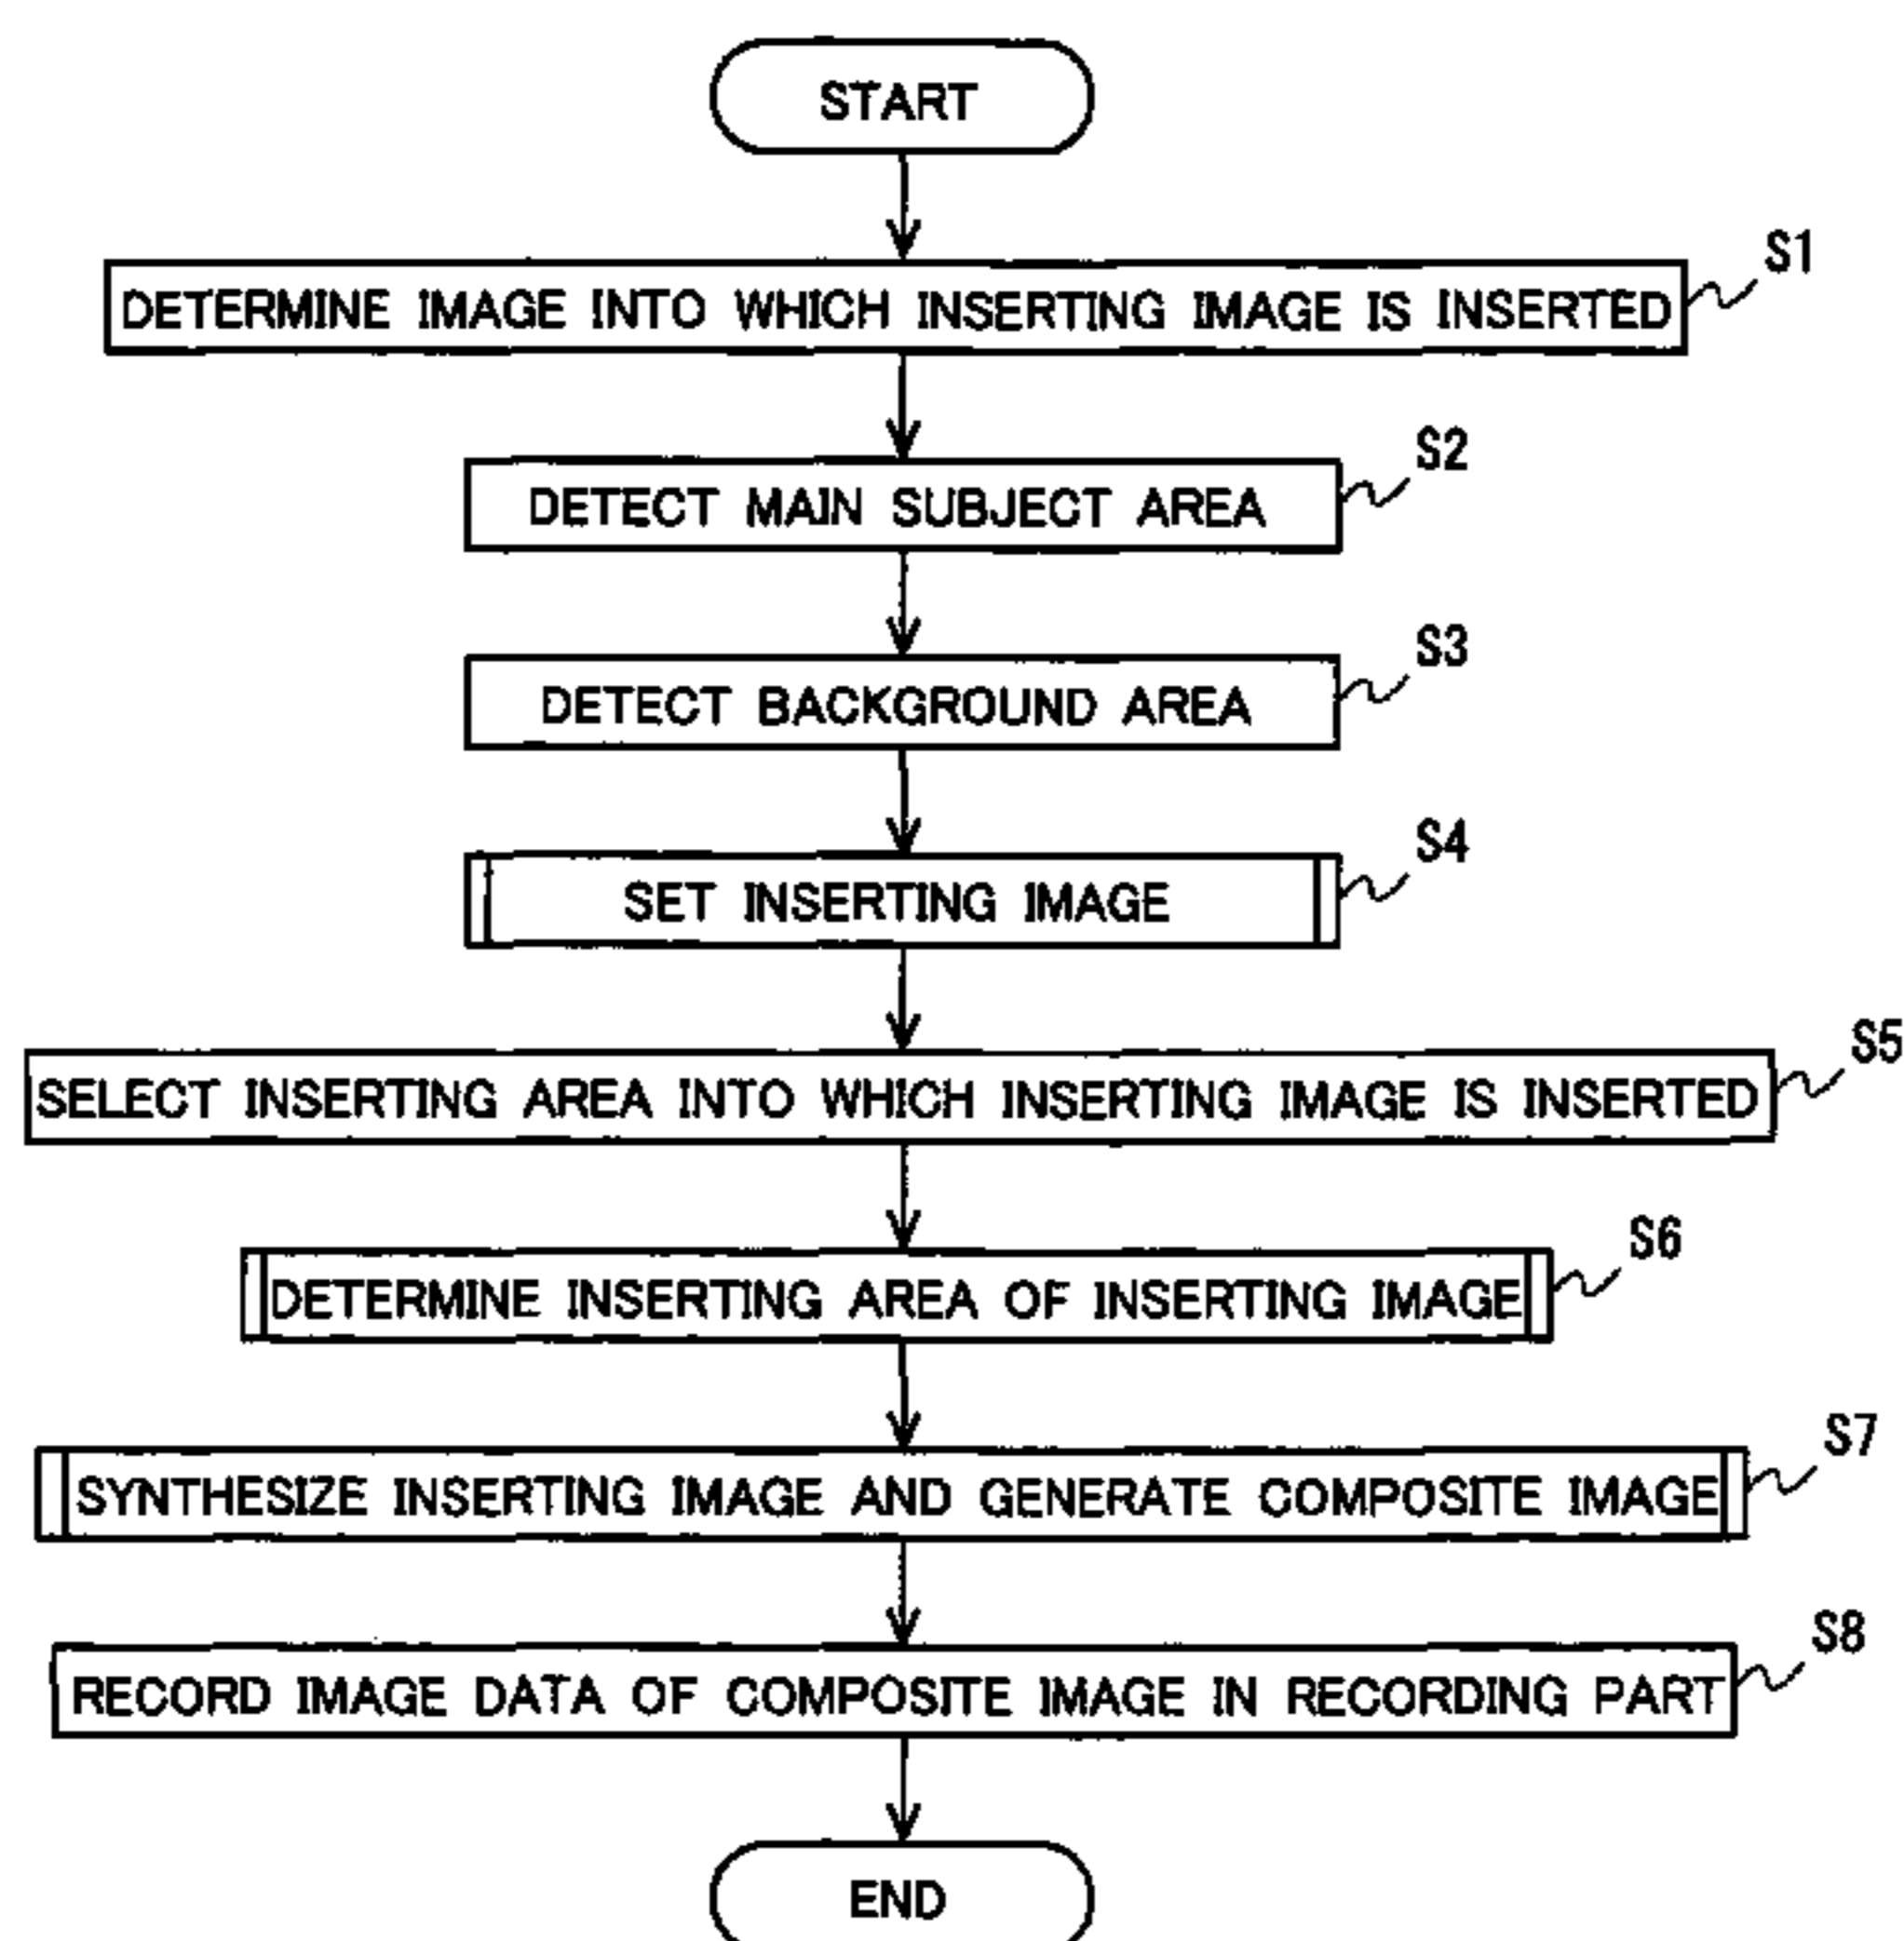 START
S1
DETERMINE IMAGE INTO WHICH INSERTING IMAGE IS INSERTED
S2
DETECT MAIN SUBJECT AREA
S3
DETECT BACKGROUND AREA
S4
SET INSERTING IMAGE
S5
SELECT INSERTING AREA INTO WHICH INSERTING IMAGE IS INSERTED
S6
DETERMINE INSERTING AREA OF INSERTING IMAGE
S7
SYNTHESIZE INSERTING IMAGE AND GENERATE COMPOSITE IMAGE
S8
RECORD IMAGE DATA OF COMPOSITE IMAGE IN RECORDING PART
END